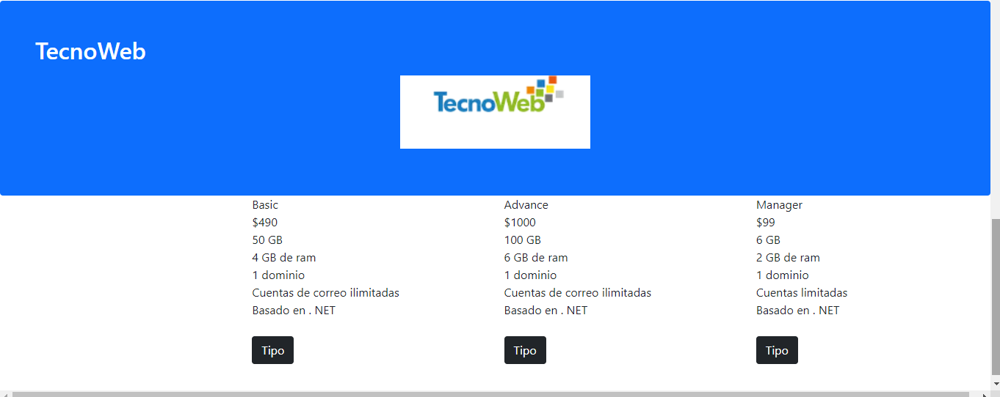 TecnoWeb
TecnoWeb
Basic
$490
50 GB
4 GB de ram
1 dominio
Cuentas de correo ilimitadas
Basado en . NET
Tipo
Advance
$1000
100 GB
6 GB de ram
1 dominio
Cuentas de correo ilimitadas
Basado en . NET
Tipo
Manager
$99
6 GB
2 GB de ram
1 dominio
Cuentas limitadas
Basado en . NET
Tipo